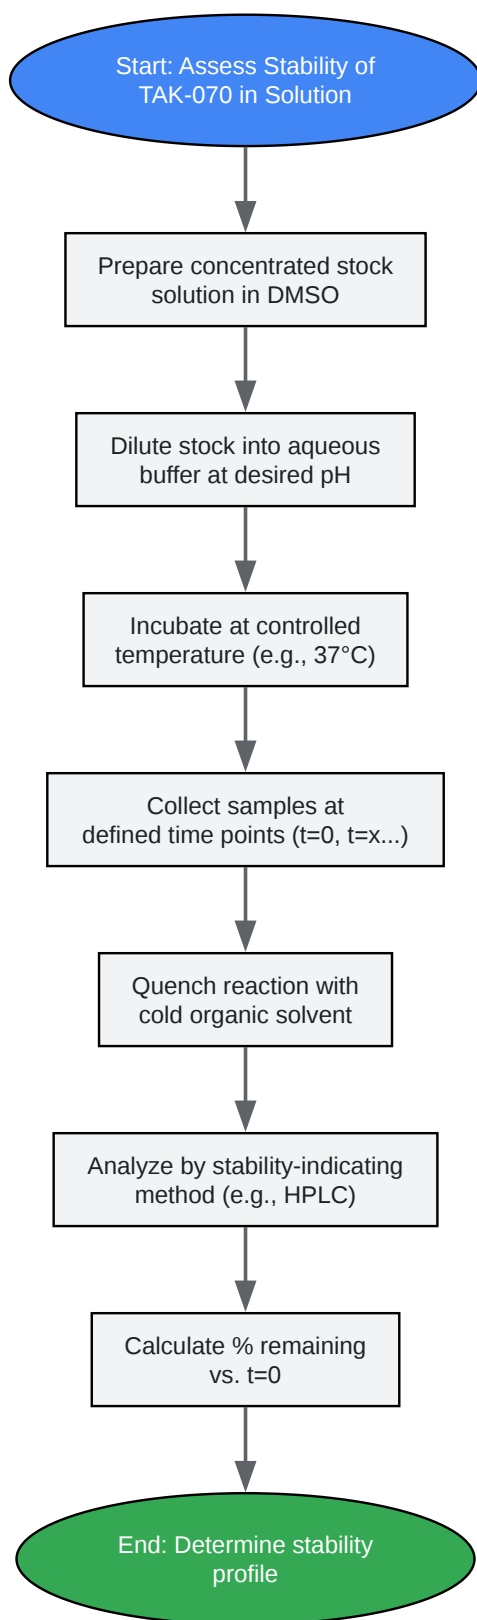 Start: Assess Stability of
TAK-070 in Solution
Prepare concentrated stock
solution in DMSO
Dilute stock into aqueous
buffer at desired pH
Incubate at controlled
temperature (e.g., 37°C)
Collect samples at
defined time points (t=0, t=x...)
Quench reaction with
cold organic solvent
Analyze by stability-indicating
method (e.g., HPLC)
Calculate % remaining
vs. t=0
End: Determine stability
profile